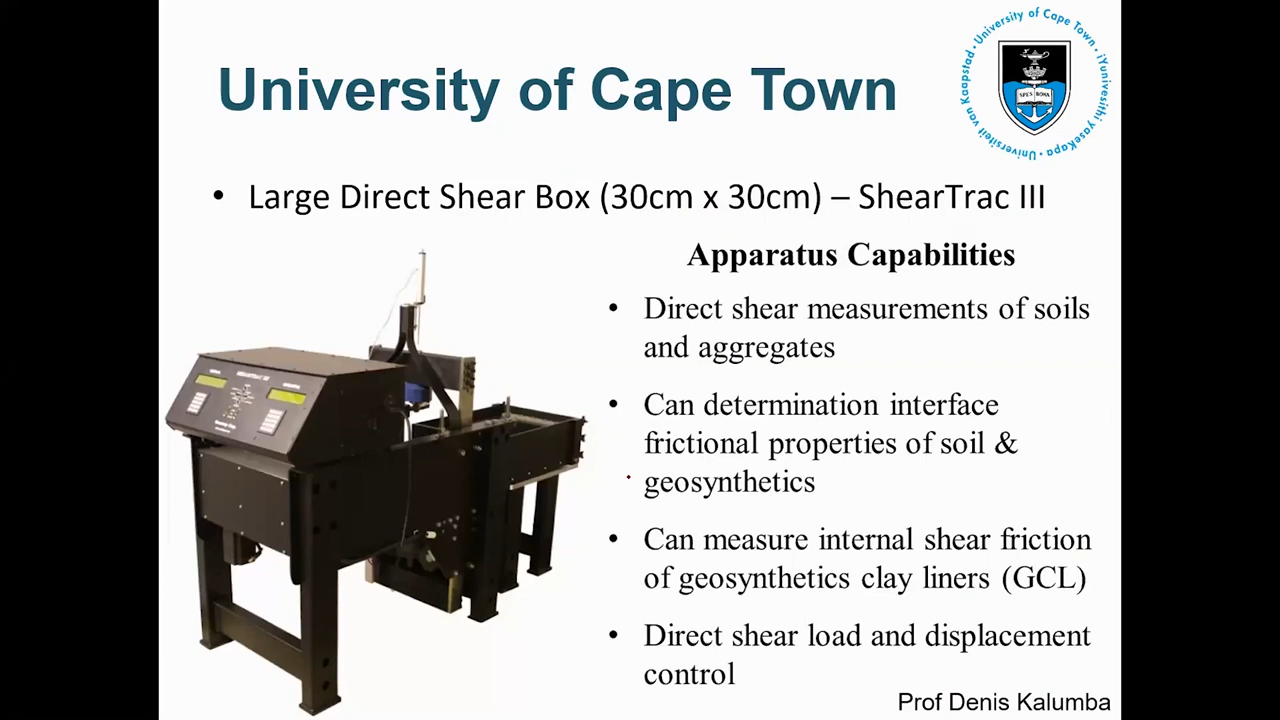 University of Cape Town
University of Cape Town · iYunivesithi yaseKapa · Universiteit van Kaapstad ·
SPES BONA
• Large Direct Shear Box (30cm x 30cm) – ShearTrac III
Apparatus Capabilities
• Direct shear measurements of soils
and aggregates
• Can determination interface
frictional properties of soil &
geosynthetics
• Can measure internal shear friction
of geosynthetics clay liners (GCL)
• Direct shear load and displacement
control
Prof Denis Kalumba